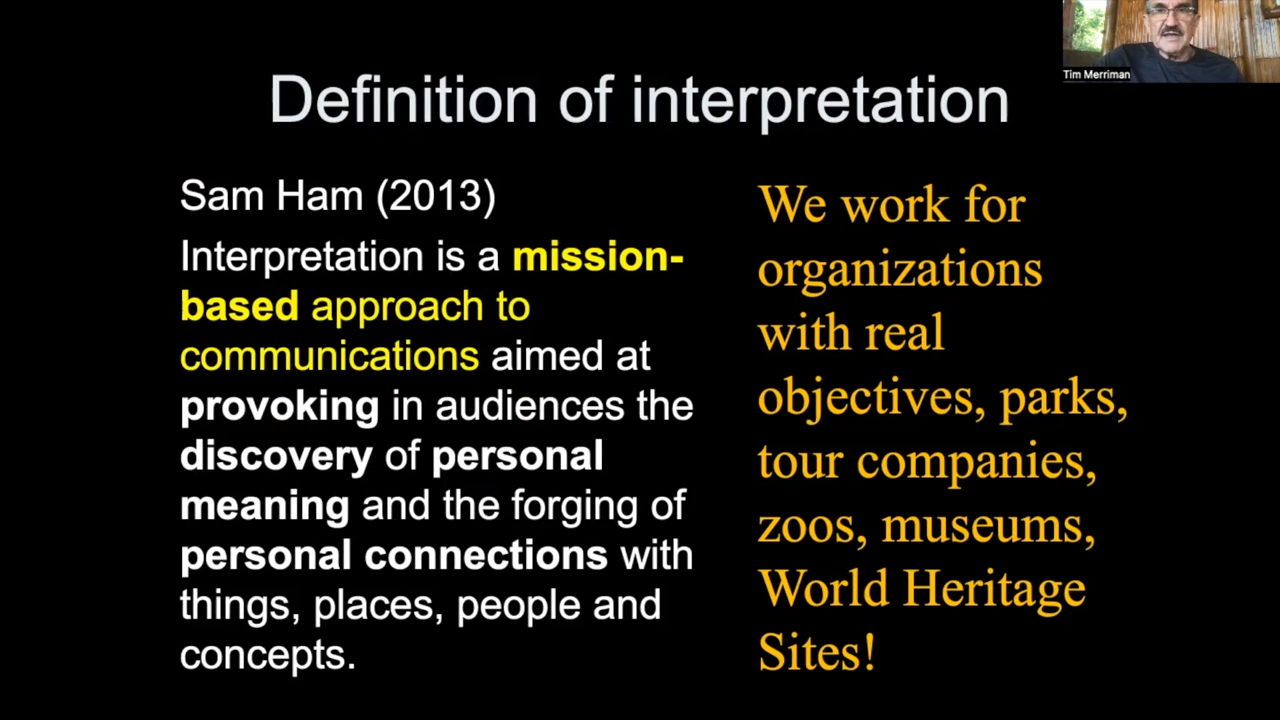 Tim Merriman
Definition of interpretation
Sam Ham (2013)
Interpretation is a mission-
based approach to
communications aimed at
provoking in audiences the
discovery of personal
meaning and the forging of
personal connections with
things, places, people and
concepts.
We work for
organizations
with real
objectives, parks,
tour companies,
zoos, museums,
World Heritage
Sites!